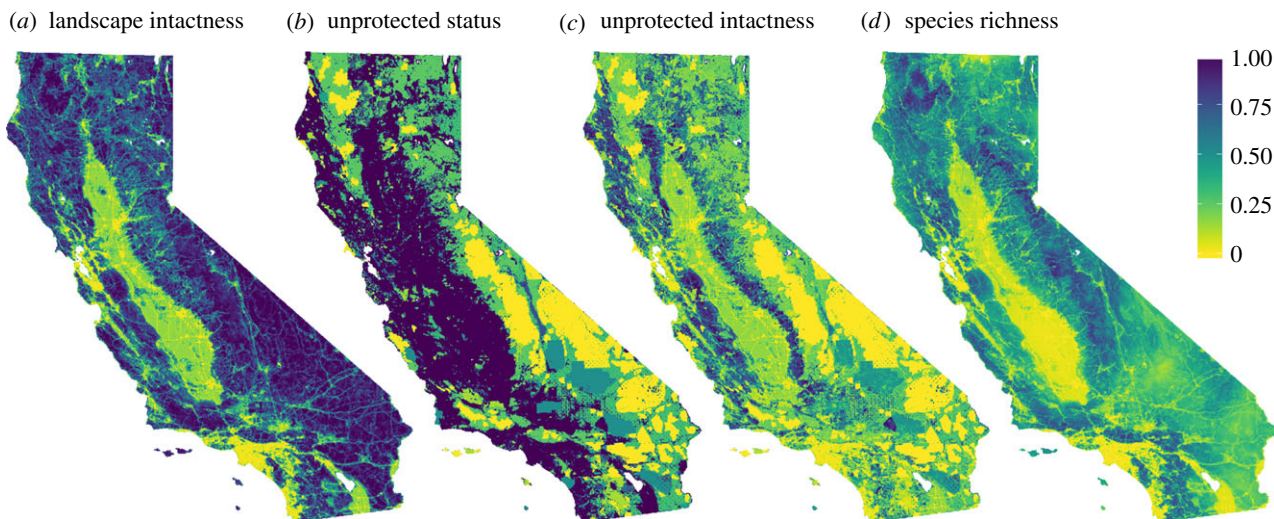 (a) landscape intactness
(b) unprotected status
(c) unprotected intactness
(d) species richness
1.00
0.75
0.50
0.25
0